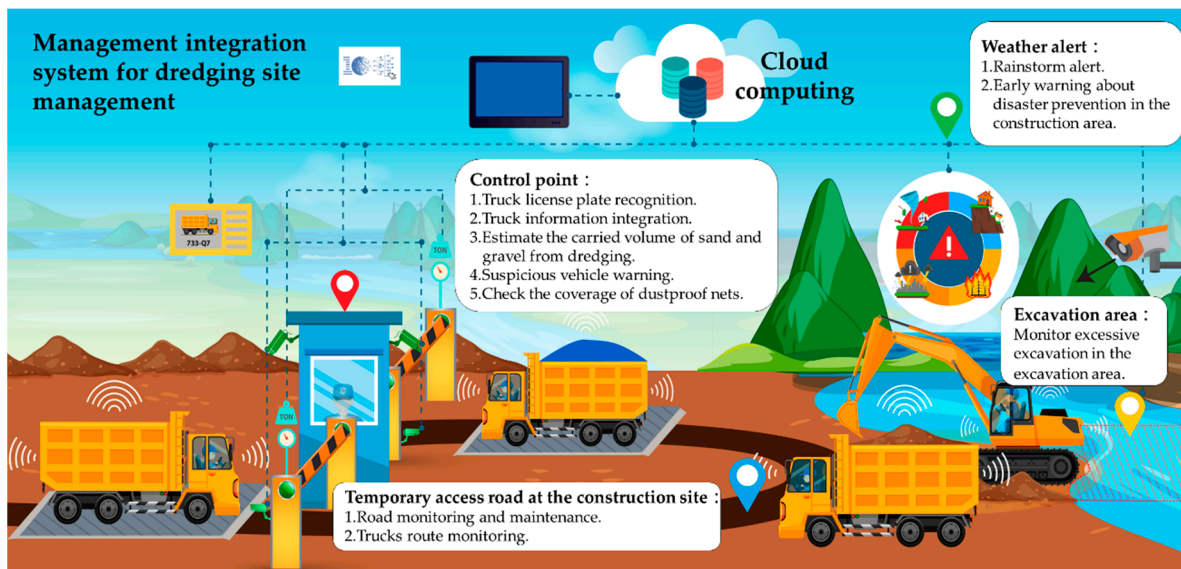 Management integration
system for dredging site
management
Cloud
computing
Weather alert：
1.Rainstorm alert.
2.Early warning about
disaster prevention in the
construction area.
Control point：
1.Truck license plate recognition.
2.Truck information integration.
3.Estimate the carried volume of sand and
gravel from dredging.
4.Suspicious vehicle warning.
5.Check the coverage of dustproof nets.
733-Q7
TON
Excavation area：
Monitor excessive
excavation in the
excavation area.
TON
Temporary access road at the construction site：
1.Road monitoring and maintenance.
2.Trucks route monitoring.